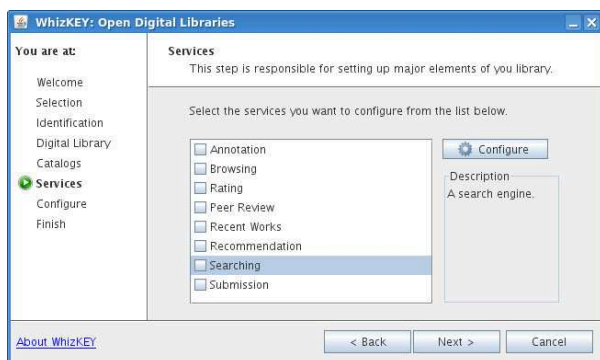 WhizKEY: Open Digital Libraries
You are at:
Welcome
Selection
Identification
Digital Library
Catalogs
Services
Configure
Finish
Services
This step is responsible for setting up major elements of you library.
Select the services you want to configure from the list below.
Annotation
Browsing
Rating
Peer Review
Recent Works
Recommendation
Searching
Submission
Configure
Description
A search engine.
About WhizKEY
< Back
Next >
Cancel